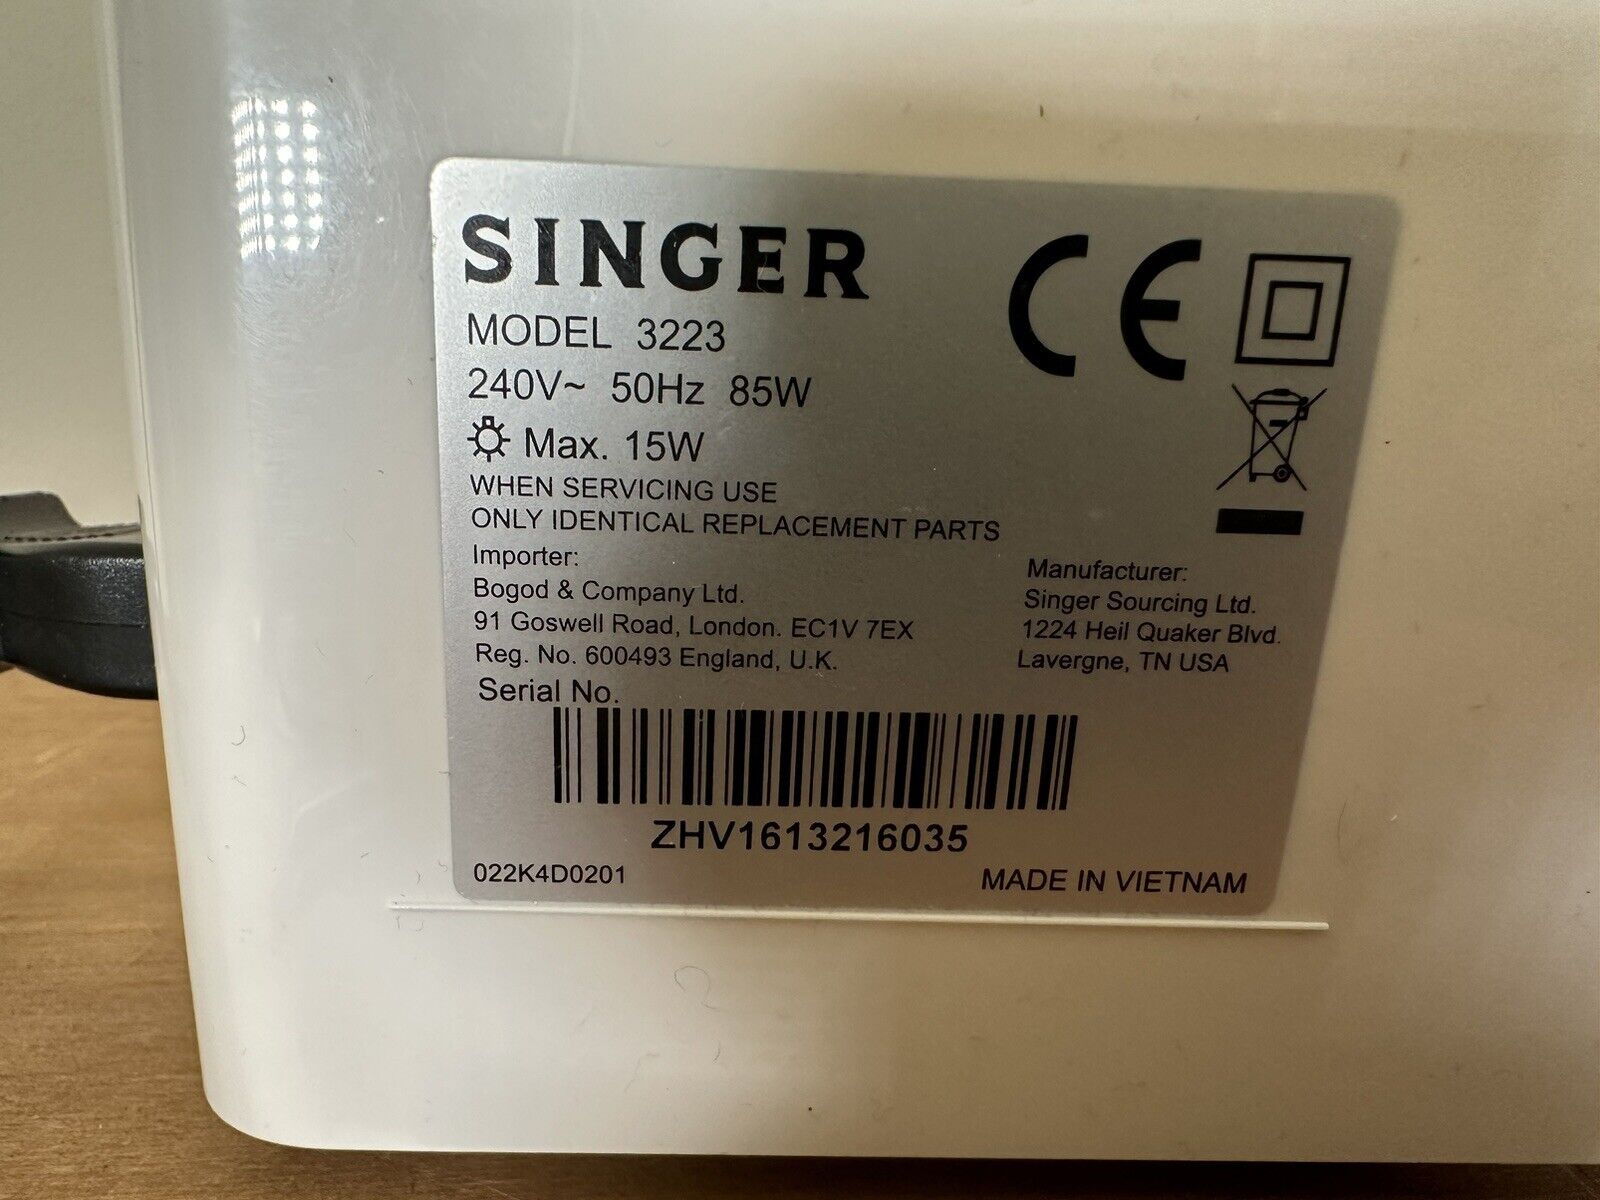 SINGER
CE
MODEL 3223
240V~ 50Hz 85W
Max. 15W
WHEN SERVICING USE
ONLY IDENTICAL REPLACEMENT PARTS
Importer:
Bogod & Company Ltd.
91 Goswell Road, London. EC1V 7EX
Reg. No. 600493 England, U.K.
Manufacturer:
Singer Sourcing Ltd.
1224 Heil Quaker Blvd.
Lavergne, TN USA
Serial No.
ZHV1613216035
022K4D0201
MADE IN VIETNAM